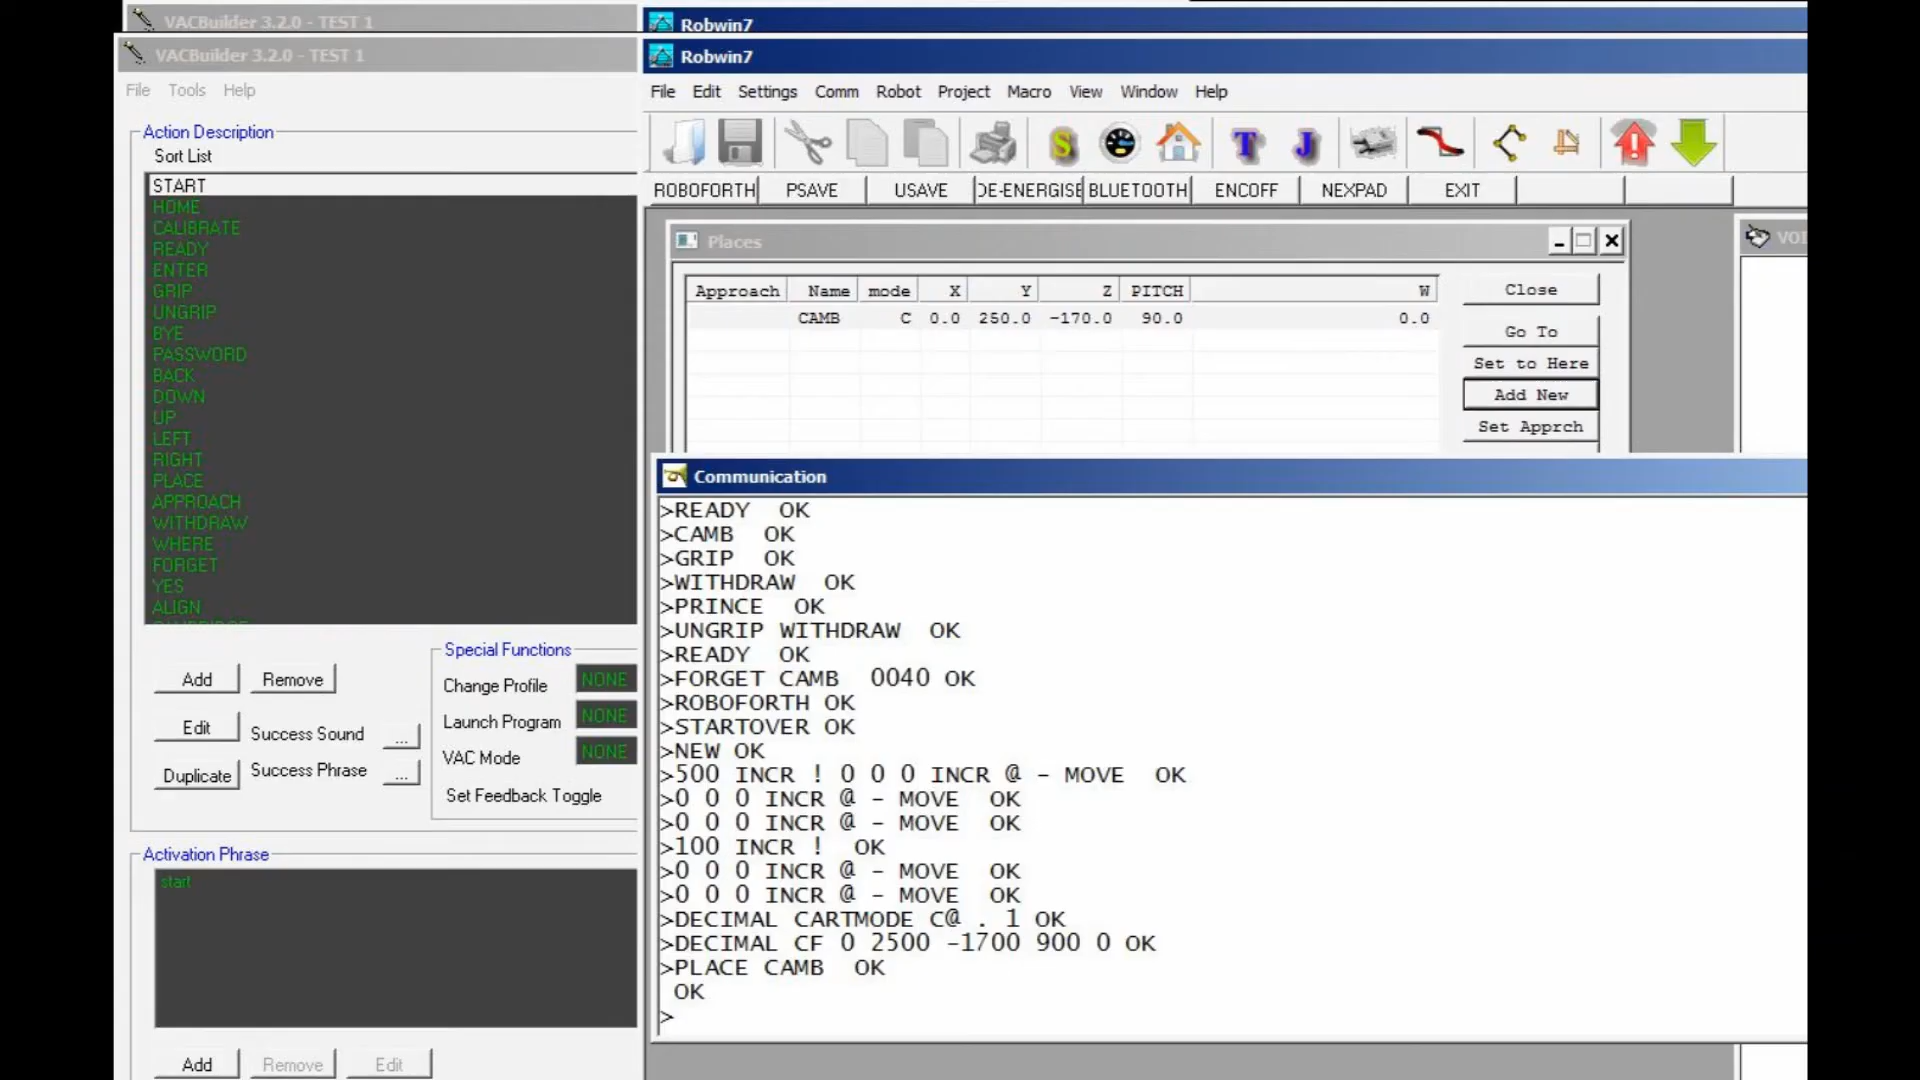 VACBuilder 3.2.0 - TEST 1
Robwin7
VACBuilder 3.2.0 - TEST 1
Robwin7
File Tools Help
File Edit Settings Comm Robot Project Macro View Window Help
Action Description
Sort List
START
HOME
CALIBRATE
READY
ENTER
GRIP
UNGRIP
BYE
PASSWORD
BACK
DOWN
UP
LEFT
RIGHT
PLACE
APPROACH
WITHDRAW
WHERE
FORGET
YES
ALIGN
Add Remove
Edit Success Sound ...
Duplicate Success Phrase ...
Special Functions
Change Profile NONE
Launch Program NONE
VAC Mode NONE
Set Feedback Toggle
Activation Phrase
start
Add Remove Edit
S T J
ROBOFORTH PSAVE USAVE DE-ENERGISE BLUETOOTH ENCOFF NEXPAD EXIT
Places
Approach Name mode X Y Z PITCH W
CAMB C 0.0 250.0 -170.0 90.0 0.0
Close
Go To
Set to Here
Add New
Set Apprch
VOI
Communication
>READY OK
>CAMB OK
>GRIP OK
>WITHDRAW OK
>PRINCE OK
>UNGRIP WITHDRAW OK
>READY OK
>FORGET CAMB 0040 OK
>ROBOFORTH OK
>STARTOVER OK
>NEW OK
>500 INCR ! 0 0 0 INCR @ - MOVE OK
>0 0 0 INCR @ - MOVE OK
>0 0 0 INCR @ - MOVE OK
>100 INCR ! OK
>0 0 0 INCR @ - MOVE OK
>0 0 0 INCR @ - MOVE OK
>DECIMAL CARTMODE C@ . 1 OK
>DECIMAL CF 0 2500 -1700 900 0 OK
>PLACE CAMB OK
OK
>